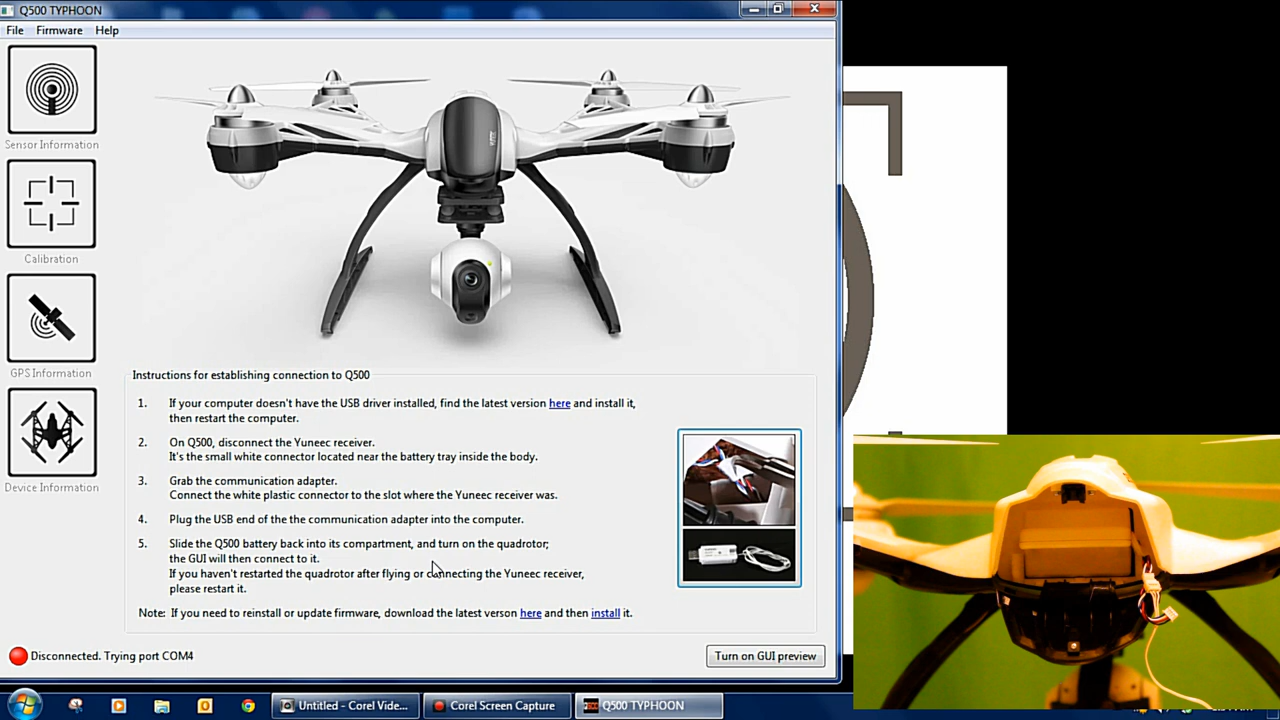 Q500 TYPHOON
File Firmware Help
Sensor Information
Calibration
GPS Information
Device Information
Instructions for establishing connection to Q500
1. If your computer doesn't have the USB driver installed, find the latest version here and install it,
then restart the computer.
2. On Q500, disconnect the Yuneec receiver.
It's the small white connector located near the battery tray inside the body.
3. Grab the communication adapter.
Connect the white plastic connector to the slot where the Yuneec receiver was.
4. Plug the USB end of the the communication adapter into the computer.
5. Slide the Q500 battery back into its compartment, and turn on the quadrotor;
the GUI will then connect to it.
If you haven't restarted the quadrotor after flying or connecting the Yuneec receiver,
please restart it.
Note: If you need to reinstall or update firmware, download the latest verson here and then install it.
Disconnected. Trying port COM4
Turn on GUI preview
Untitled - Corel Vide...
Corel Screen Capture
Q500 TYPHOON